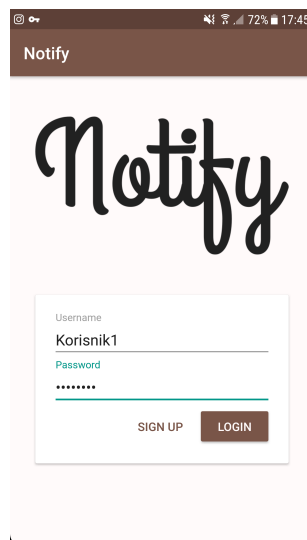 72% 17:45
Notify
Notify
Username
Korisnik1
Password
••••••••
SIGN UP LOGIN